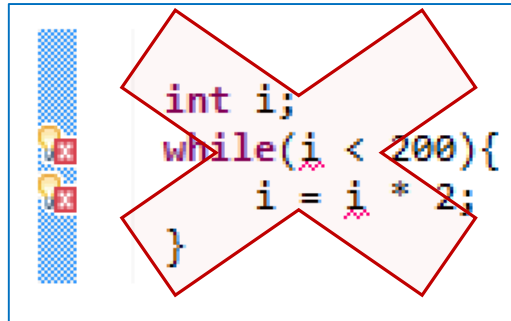 int i;
while(i < 200){
    i = i * 2;
}